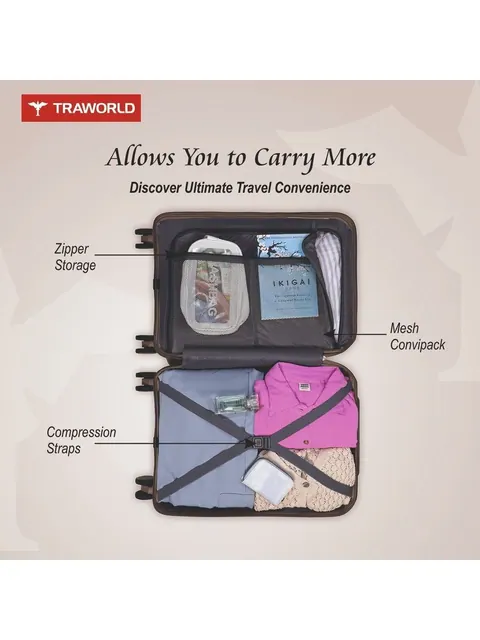 TRAWORLD
Allows You to Carry More
Discover Ultimate Travel Convenience
Zipper
Storage
IKIGAI
Mesh
Convipack
Compression
Straps